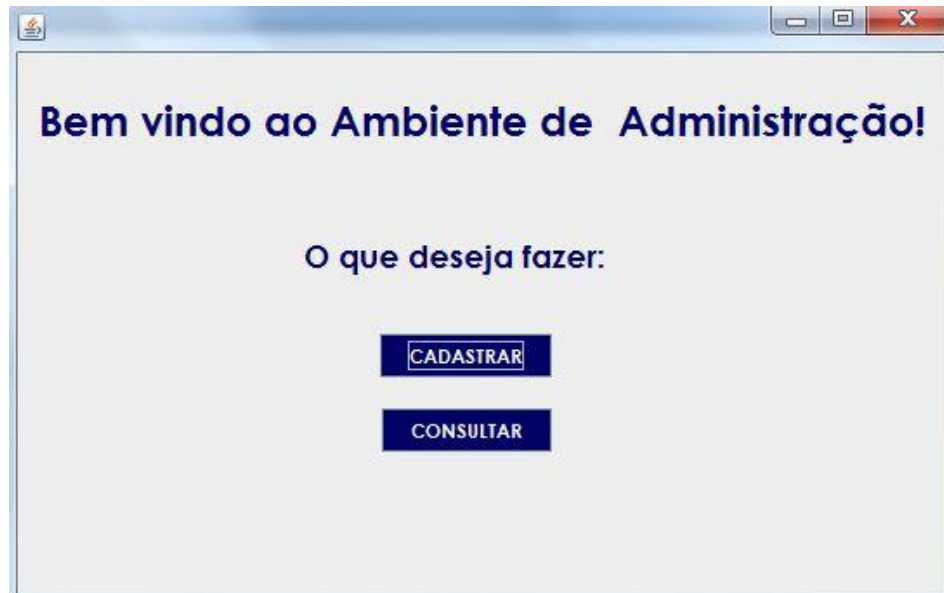 Bem vindo ao Ambiente de  Administração!
O que deseja fazer:
CADASTRAR
CONSULTAR